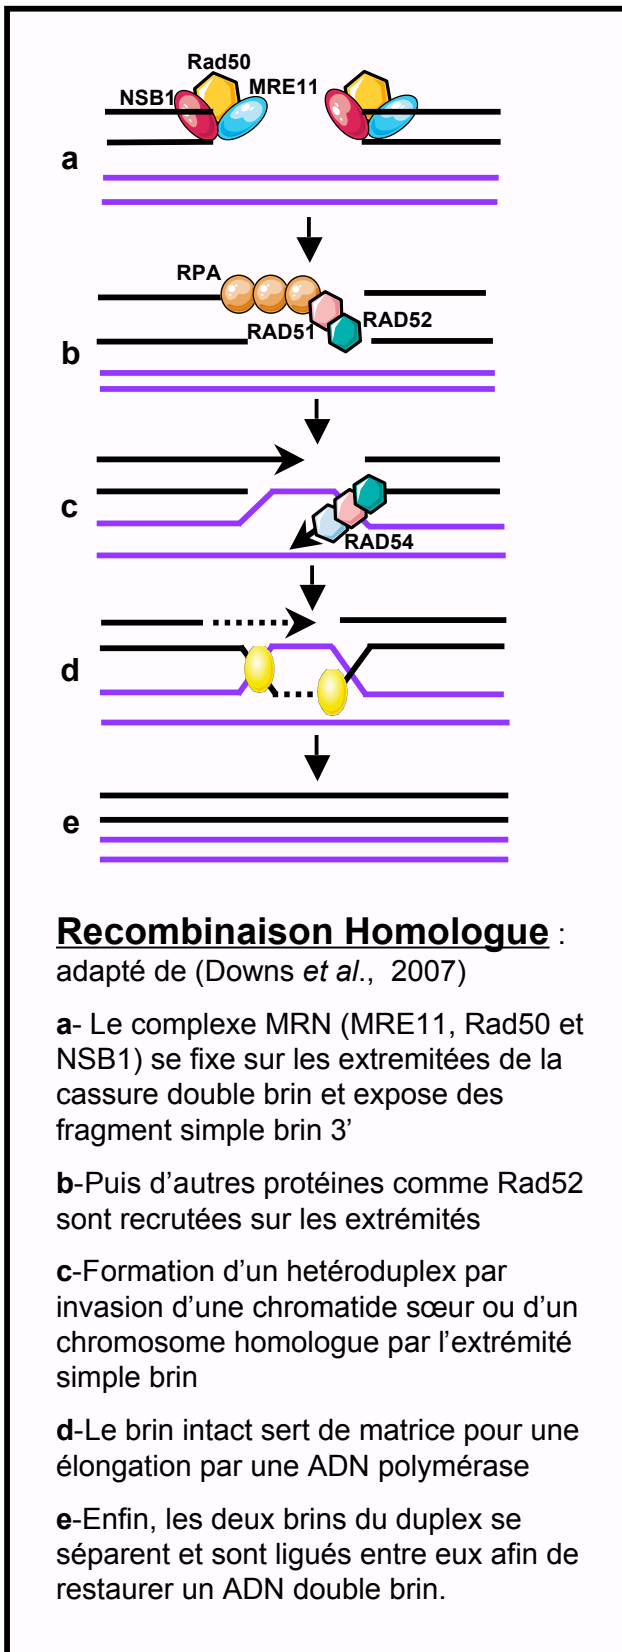 Rad50
NSB1
MRE11
a
RPA
RAD51
RAD52
b
c
RAD54
d
e
Recombinaison Homologue :
adapté de (Downs et al., 2007)
a- Le complexe MRN (MRE11, Rad50 et
NSB1) se fixe sur les extremitées de la
cassure double brin et expose des
fragment simple brin 3’
b-Puis d’autres protéines comme Rad52
sont recrutées sur les extrémités
c-Formation d’un hetéroduplex par
invasion d’une chromatide sœur ou d’un
chromosome homologue par l’extrémité
simple brin
d-Le brin intact sert de matrice pour une
élongation par une ADN polymérase
e-Enfin, les deux brins du duplex se
séparent et sont ligués entre eux afin de
restaurer un ADN double brin.